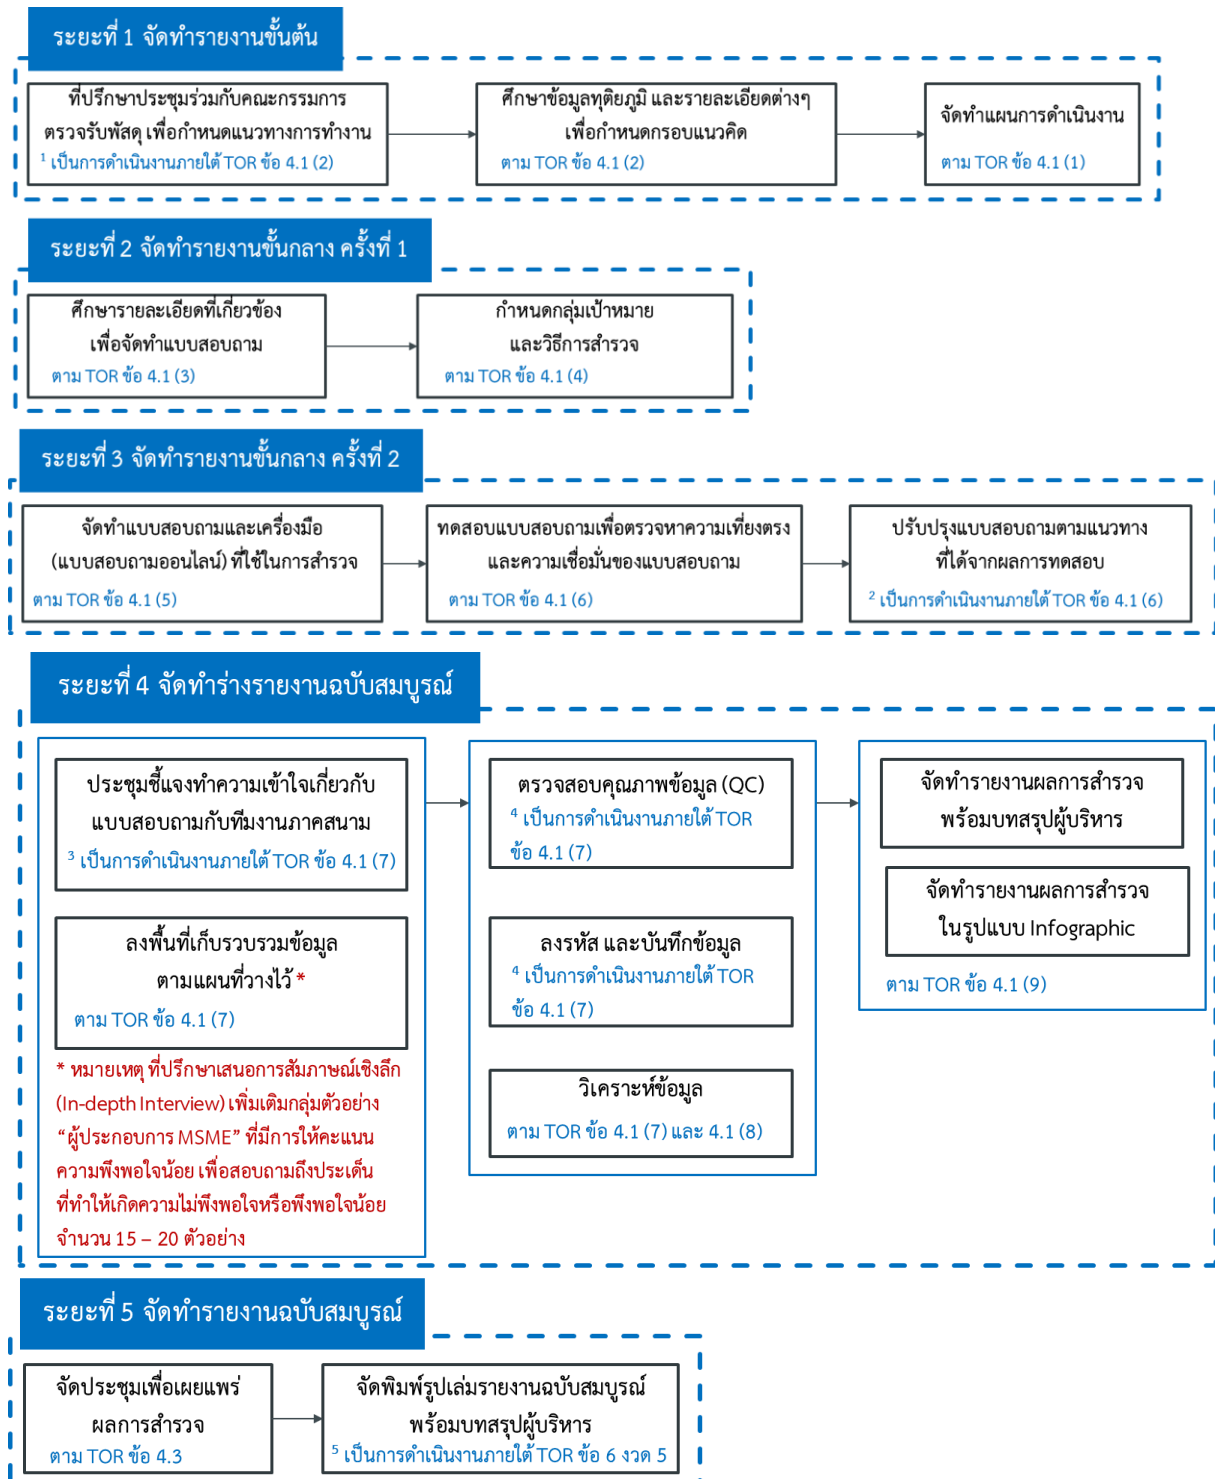 ระยะที่ 1 จัดทำรายงานขั้นต้น
ที่ปรึกษาประชุมร่วมกับคณะกรรมการ
ตรวจรับพัสดุ เพื่อกำหนดแนวทางการทำงาน
¹ เป็นการดำเนินงานภายใต้ TOR ข้อ 4.1 (2)
ศึกษาข้อมูลทุติยภูมิ และรายละเอียดต่างๆ
เพื่อกำหนดกรอบแนวคิด
ตาม TOR ข้อ 4.1 (2)
จัดทำแผนการดำเนินงาน
ตาม TOR ข้อ 4.1 (1)
ระยะที่ 2 จัดทำรายงานขั้นกลาง ครั้งที่ 1
ศึกษารายละเอียดที่เกี่ยวข้อง
เพื่อจัดทำแบบสอบถาม
ตาม TOR ข้อ 4.1 (3)
กำหนดกลุ่มเป้าหมาย
และวิธีการสำรวจ
ตาม TOR ข้อ 4.1 (4)
ระยะที่ 3 จัดทำรายงานขั้นกลาง ครั้งที่ 2
จัดทำแบบสอบถามและเครื่องมือ
(แบบสอบถามออนไลน์) ที่ใช้ในการสำรวจ
ตาม TOR ข้อ 4.1 (5)
ทดสอบแบบสอบถามเพื่อตรวจหาความเที่ยงตรง
และความเชื่อมั่นของแบบสอบถาม
ตาม TOR ข้อ 4.1 (6)
ปรับปรุงแบบสอบถามตามแนวทาง
ที่ได้จากผลการทดสอบ
² เป็นการดำเนินงานภายใต้ TOR ข้อ 4.1 (6)
ระยะที่ 4 จัดทำร่างรายงานฉบับสมบูรณ์
ประชุมชี้แจงทำความเข้าใจเกี่ยวกับ
แบบสอบถามกับทีมงานภาคสนาม
³ เป็นการดำเนินงานภายใต้ TOR ข้อ 4.1 (7)
ลงพื้นที่เก็บรวบรวมข้อมูล
ตามแผนที่วางไว้ *
ตาม TOR ข้อ 4.1 (7)
* หมายเหตุ ที่ปรึกษาเสนอการสัมภาษณ์เชิงลึก
(In-depth Interview) เพิ่มเติมกลุ่มตัวอย่าง
“ผู้ประกอบการ MSME” ที่มีการให้คะแนน
ความพึงพอใจน้อย เพื่อสอบถามถึงประเด็น
ที่ทำให้เกิดความไม่พึงพอใจหรือพึงพอใจน้อย
จำนวน 15 – 20 ตัวอย่าง
ตรวจสอบคุณภาพข้อมูล (QC)
⁴ เป็นการดำเนินงานภายใต้ TOR
ข้อ 4.1 (7)
ลงรหัส และบันทึกข้อมูล
⁴ เป็นการดำเนินงานภายใต้ TOR
ข้อ 4.1 (7)
วิเคราะห์ข้อมูล
ตาม TOR ข้อ 4.1 (7) และ 4.1 (8)
จัดทำรายงานผลการสำรวจ
พร้อมบทสรุปผู้บริหาร
จัดทำรายงานผลการสำรวจ
ในรูปแบบ Infographic
ตาม TOR ข้อ 4.1 (9)
ระยะที่ 5 จัดทำรายงานฉบับสมบูรณ์
จัดประชุมเพื่อเผยแพร่
ผลการสำรวจ
ตาม TOR ข้อ 4.3
จัดพิมพ์รูปเล่มรายงานฉบับสมบูรณ์
พร้อมบทสรุปผู้บริหาร
⁵ เป็นการดำเนินงานภายใต้ TOR ข้อ 6 งวด 5